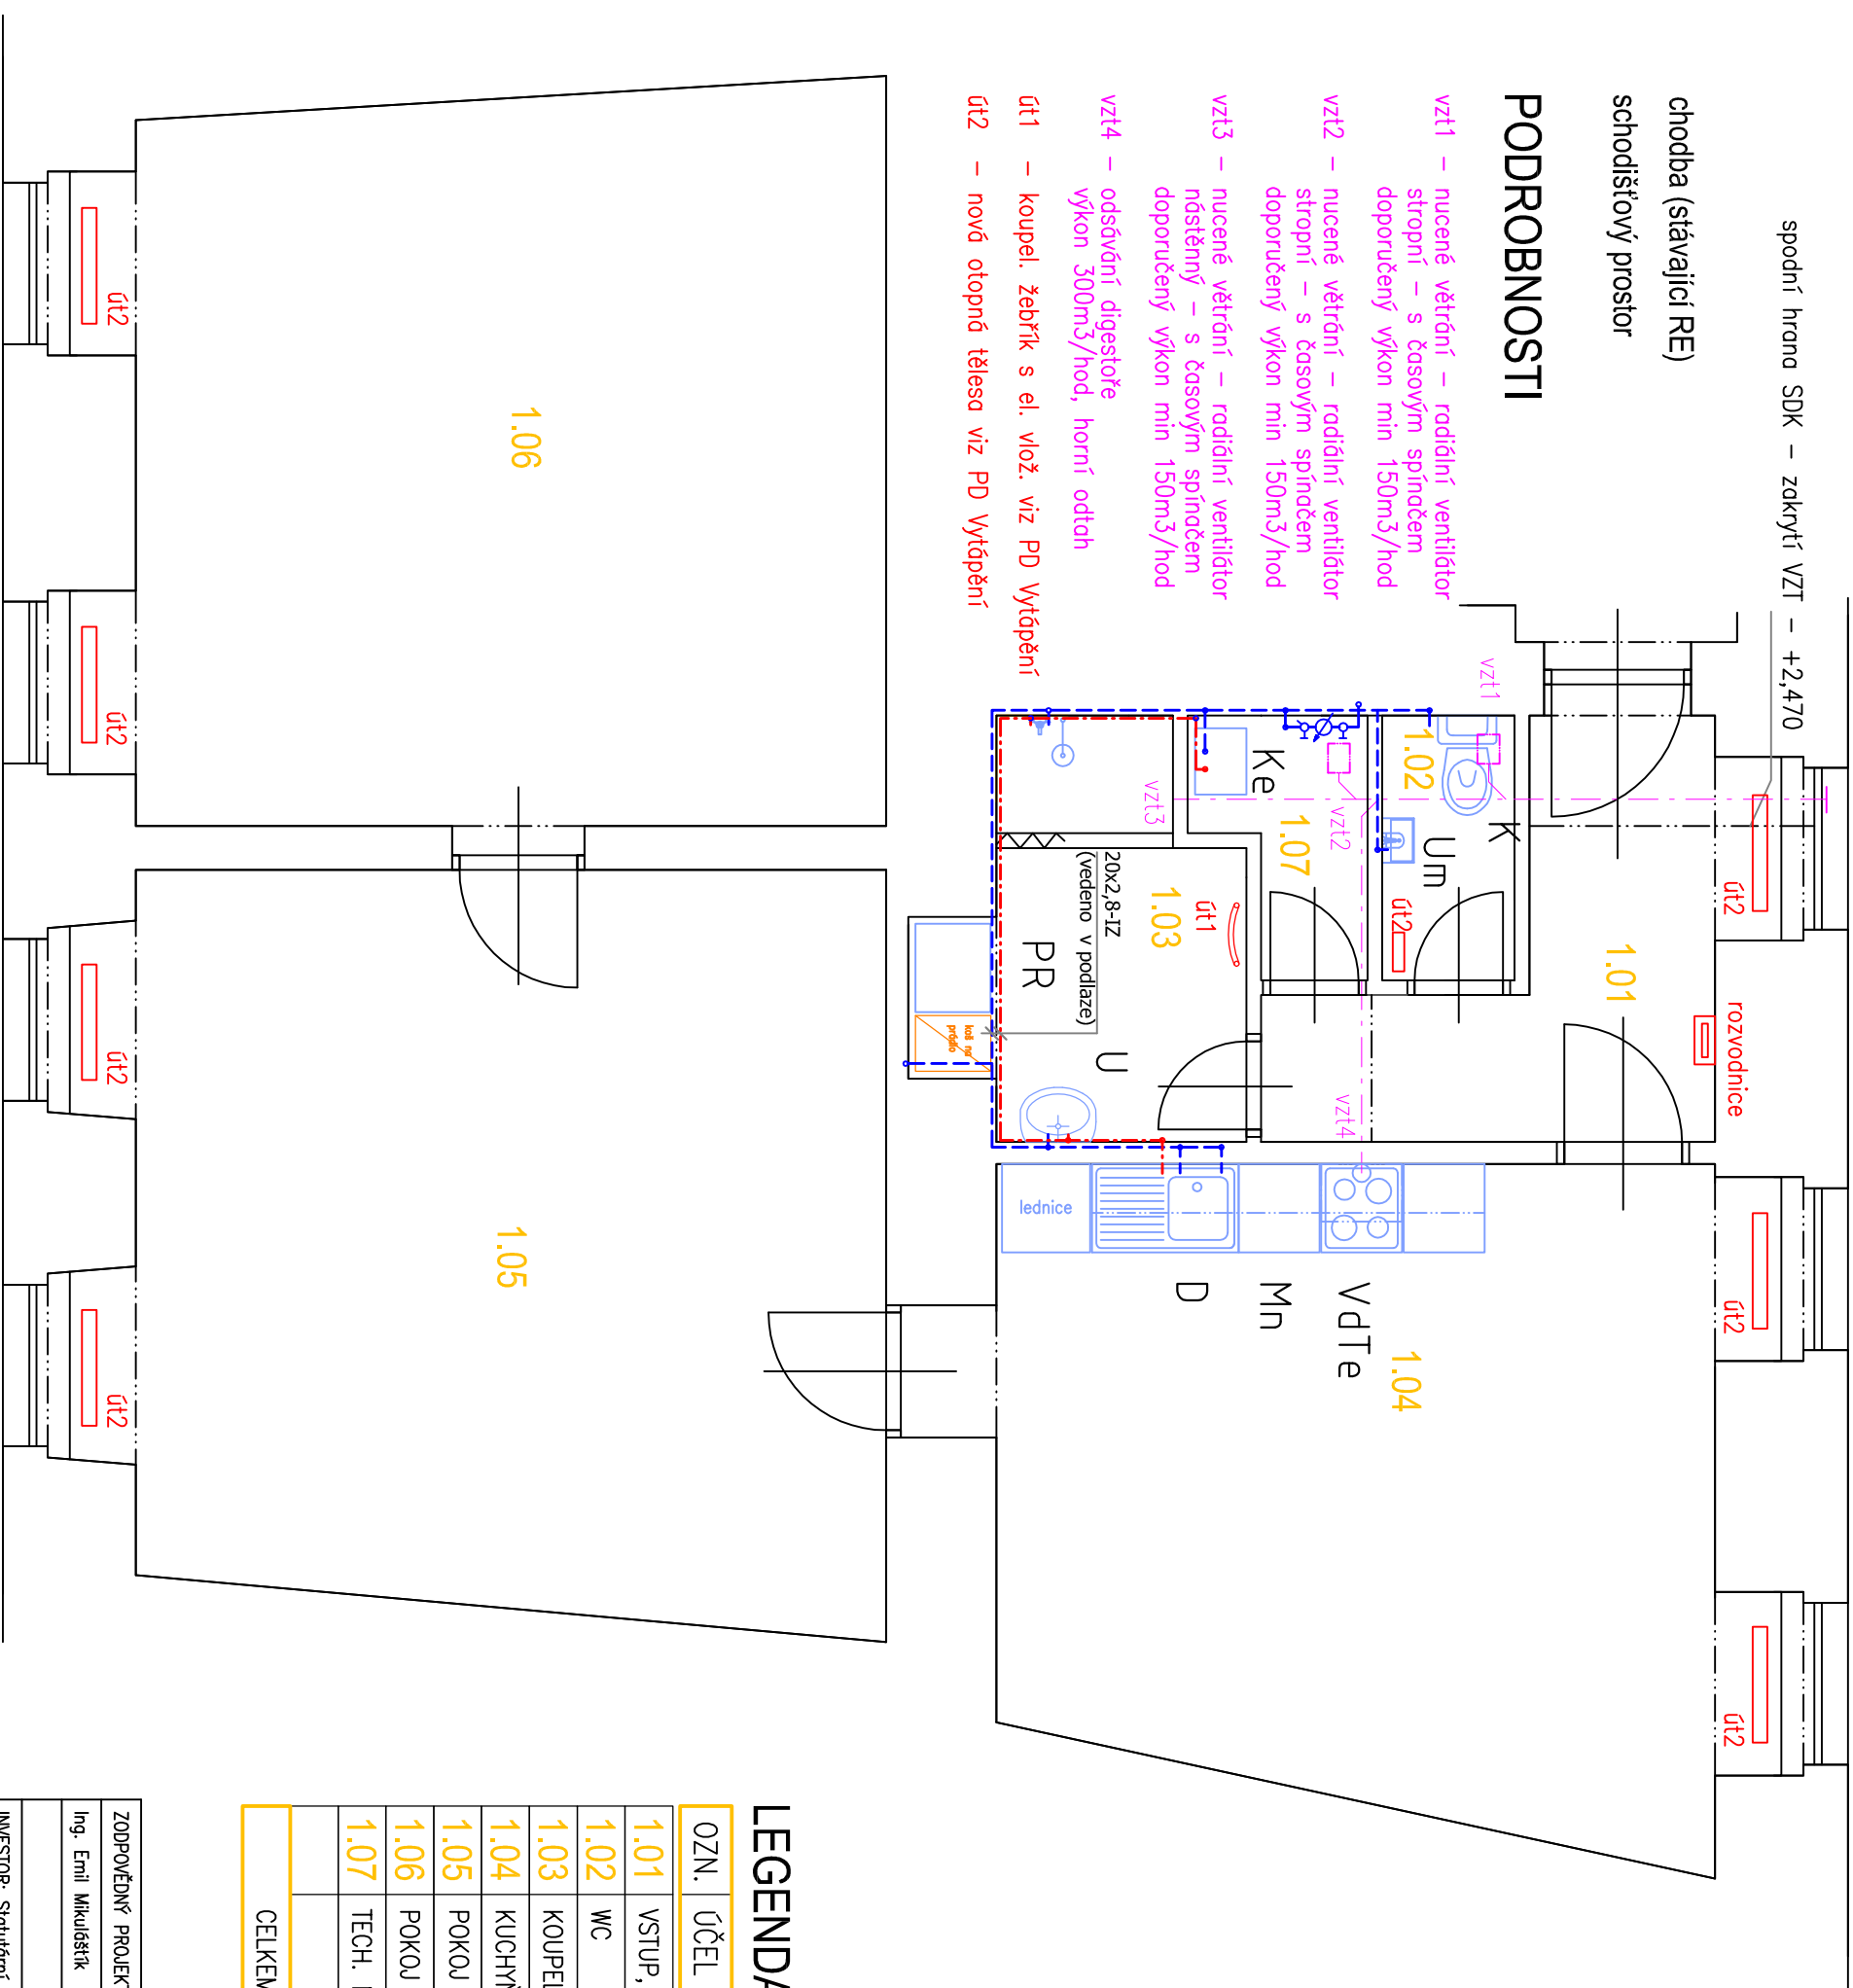 spodní hrana SDK – zakrytí VZT – +2,470
chodba (stávající RE)
schodišťový prostor
PODROBNOSTI
vzt1 – nucené větrání – radiální ventilátor
stropní – s časovým spínačem
doporučený výkon min 150m3/hod
vzt2 – nucené větrání – radiální ventilátor
stropní – s časovým spínačem
doporučený výkon min 150m3/hod
vzt3 – nucené větrání – radiální ventilátor
nástěnný – s časovým spínačem
doporučený výkon min 150m3/hod
vzt4 – odsávání digestoře
výkon 300m3/hod, horní odtah
út1 – koupel. žebřík s el. vlož. viz PD Vytápění
út2 – nová otopná tělesa viz PD Vytápění
vzt1
út2
1.01
rozvodnice
út2
út2
1.02
K
Um
út2
Ke
vzt2
1.07
vzt3
út1
1.03
20x2,8-IZ
(vedeno v podlaze)
PR
koš na
prádlo
U
vzt4
lednice
D
Mn
VdTe
1.04
1.06
út2
út2
1.05
út2
út2
LEGENDA
OZN. ÚČEL
1.01 VSTUP,
1.02 WC
1.03 KOUPEL
1.04 KUCHYŇ
1.05 POKOJ
1.06 POKOJ
1.07 TECH.
CELKEM
ZODPOVĚDNÝ PROJEKT
Ing. Emil Mikuláštík
INVESTOR: Statutární